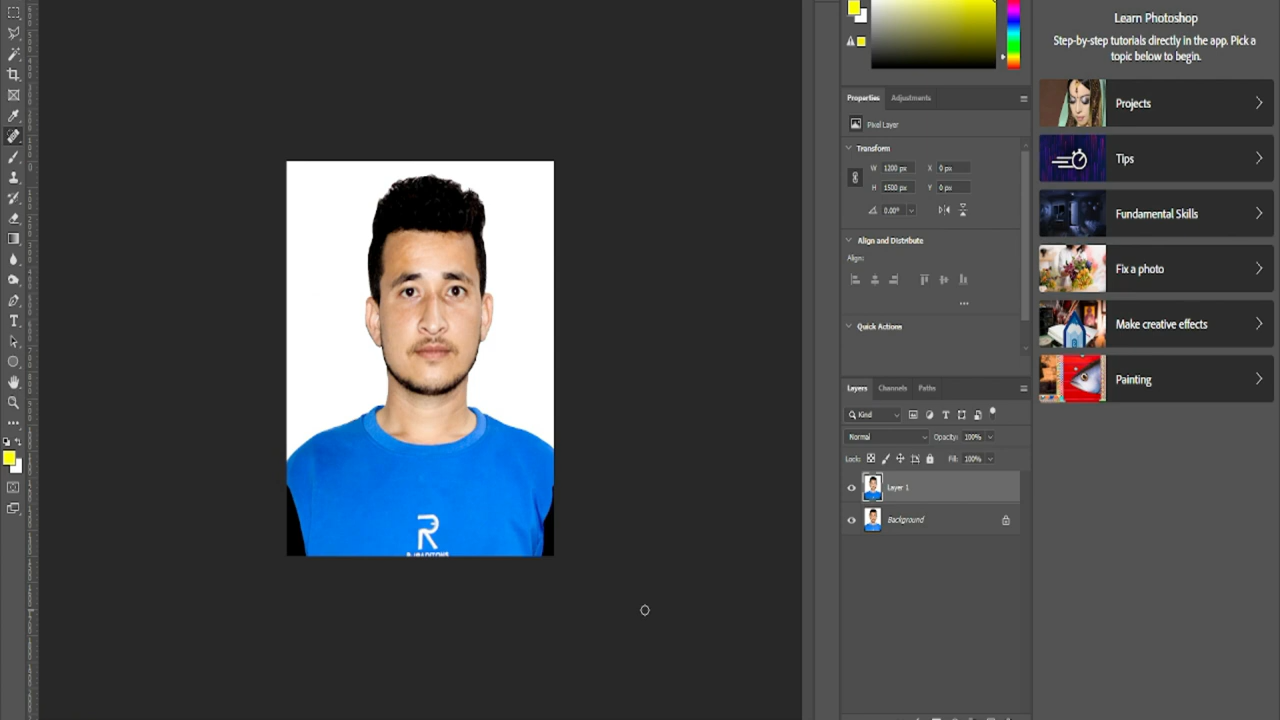 Learn Photoshop
Step-by-step tutorials directly in the app. Pick a
topic below to begin.
Projects
Tips
Fundamental Skills
Fix a photo
Make creative effects
Painting
Properties
Adjustments
Pixel Layer
Transform
W 1200 px X 0 px
H 1500 px Y 0 px
0.00°
Align and Distribute
Align:
Quick Actions
Layers Channels Paths
Kind
Normal Opacity: 100%
Lock: Fill: 100%
Layer 1
Background
R